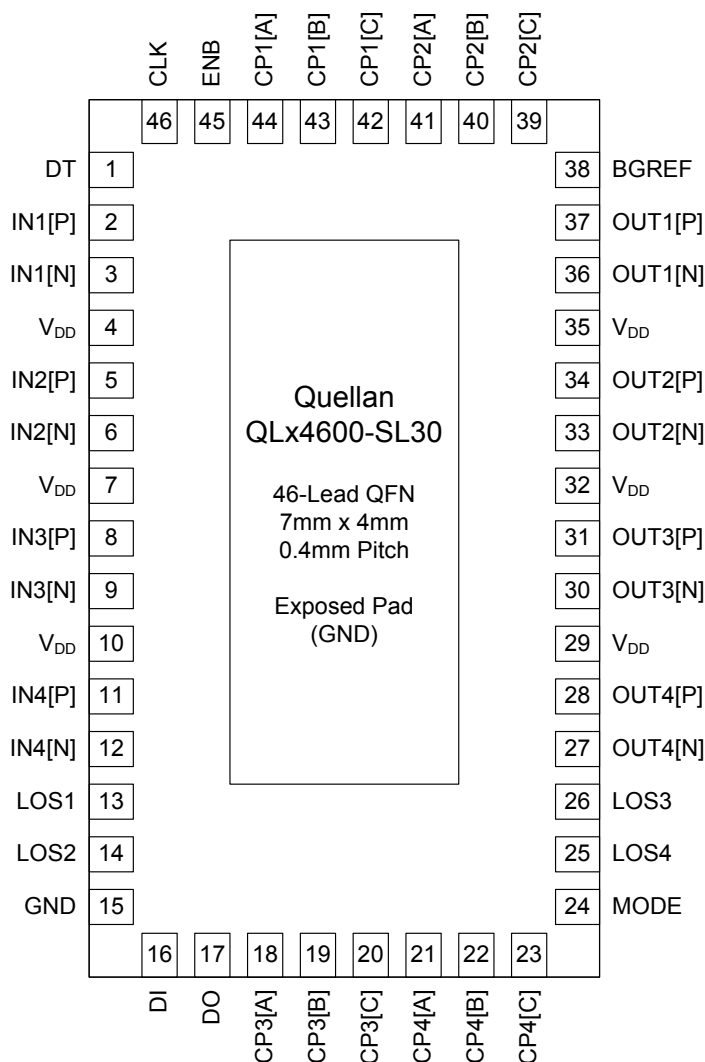 CLK
ENB
CP1[A]
CP1[B]
CP1[C]
CP2[A]
CP2[B]
CP2[C]
46 45 44 43 42 41 40 39
DT 1
38 BGREF
IN1[P] 2
37 OUT1[P]
IN1[N] 3
36 OUT1[N]
VDD 4
35 VDD
IN2[P] 5
34 OUT2[P]
IN2[N] 6
33 OUT2[N]
VDD 7
32 VDD
IN3[P] 8
31 OUT3[P]
IN3[N] 9
30 OUT3[N]
VDD 10
29 VDD
IN4[P] 11
28 OUT4[P]
IN4[N] 12
27 OUT4[N]
LOS1 13
26 LOS3
LOS2 14
25 LOS4
GND 15
24 MODE
Quellan
QLx4600-SL30
46-Lead QFN
7mm x 4mm
0.4mm Pitch
Exposed Pad
(GND)
16 17 18 19 20 21 22 23
DI
DO
CP3[A]
CP3[B]
CP3[C]
CP4[A]
CP4[B]
CP4[C]